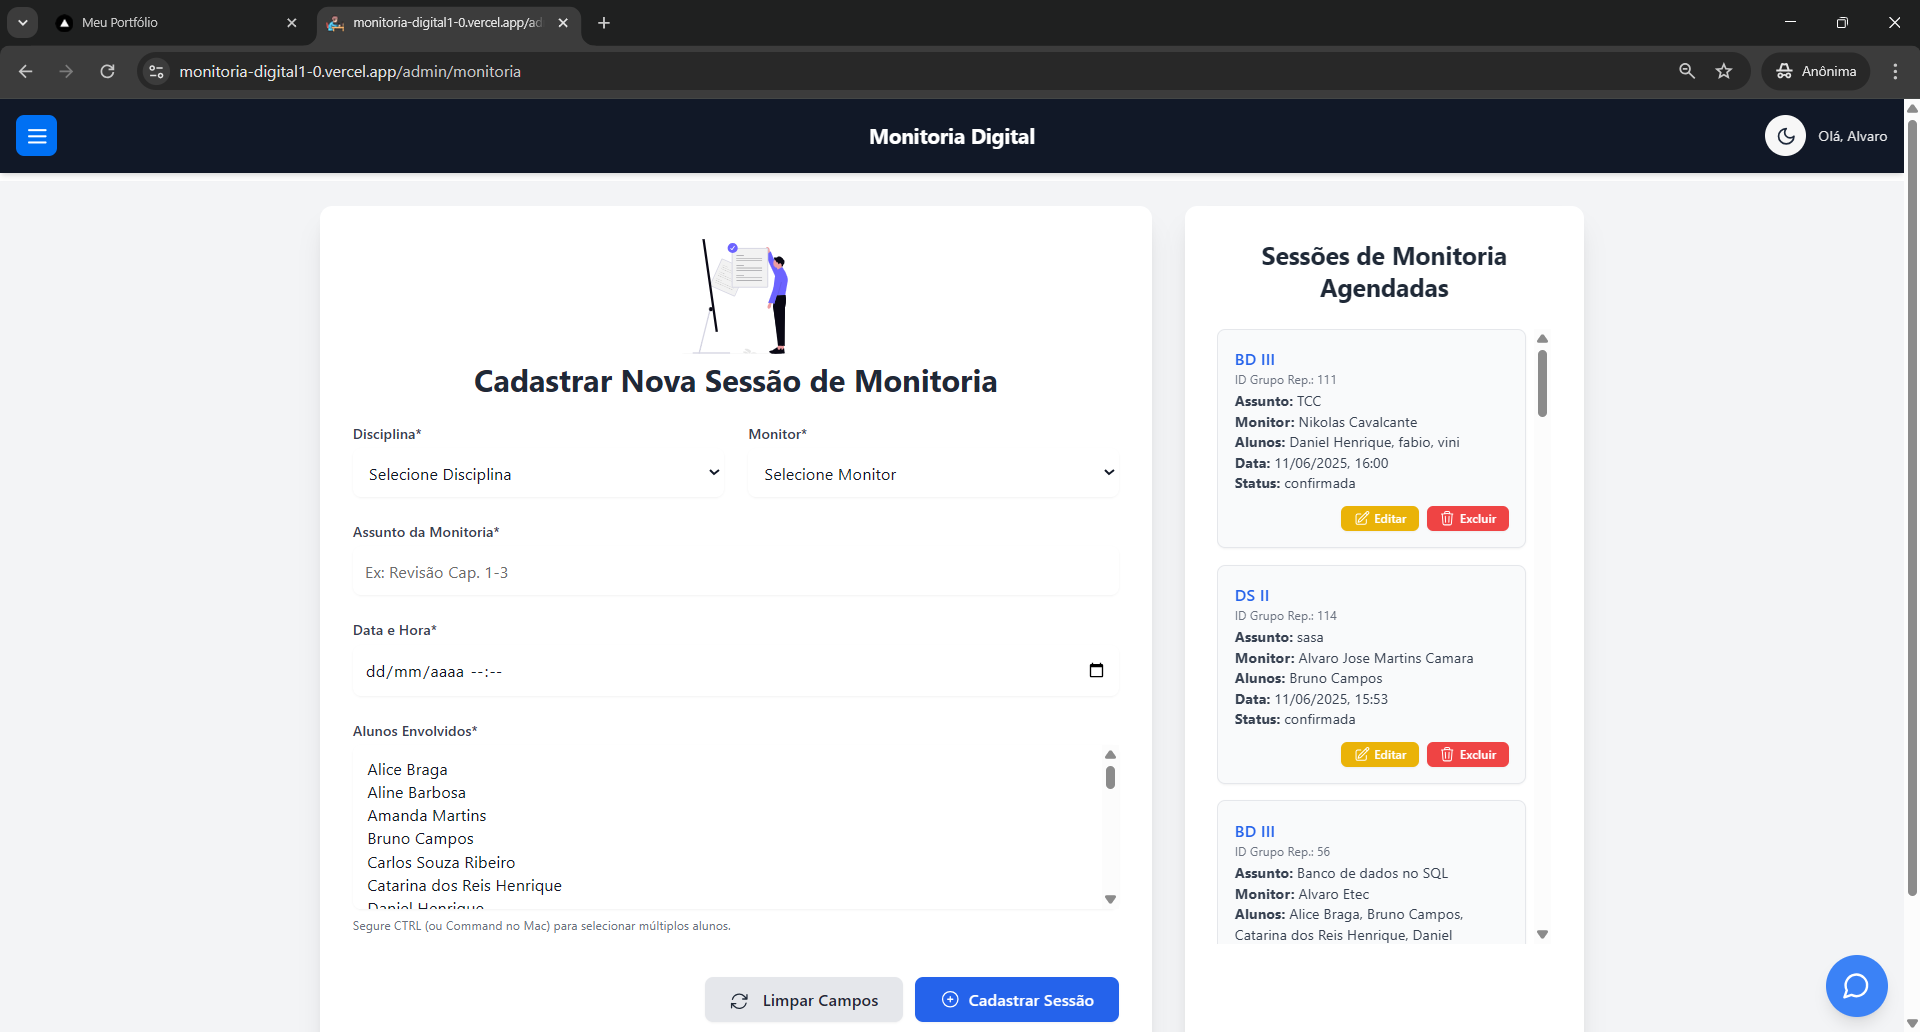 Meu Portfólio
monitoria-digital1-0.vercel.app/ad
monitoria-digital1-0.vercel.app/admin/monitoria
Anônima
Monitoria Digital
Olá, Alvaro
Cadastrar Nova Sessão de Monitoria
Disciplina*
Monitor*
Selecione Disciplina
Selecione Monitor
Assunto da Monitoria*
Ex: Revisão Cap. 1-3
Data e Hora*
dd/mm/aaaa --:--
Alunos Envolvidos*
Alice Braga
Aline Barbosa
Amanda Martins
Bruno Campos
Carlos Souza Ribeiro
Catarina dos Reis Henrique
Daniel Henrique
Segure CTRL (ou Command no Mac) para selecionar múltiplos alunos.
Limpar Campos
Cadastrar Sessão
Sessões de Monitoria
Agendadas
BD III
ID Grupo Rep.: 111
Assunto: TCC
Monitor: Nikolas Cavalcante
Alunos: Daniel Henrique, fabio, vini
Data: 11/06/2025, 16:00
Status: confirmada
Editar
Excluir
DS II
ID Grupo Rep.: 114
Assunto: sasa
Monitor: Alvaro Jose Martins Camara
Alunos: Bruno Campos
Data: 11/06/2025, 15:53
Status: confirmada
Editar
Excluir
BD III
ID Grupo Rep.: 56
Assunto: Banco de dados no SQL
Monitor: Alvaro Etec
Alunos: Alice Braga, Bruno Campos,
Catarina dos Reis Henrique, Daniel